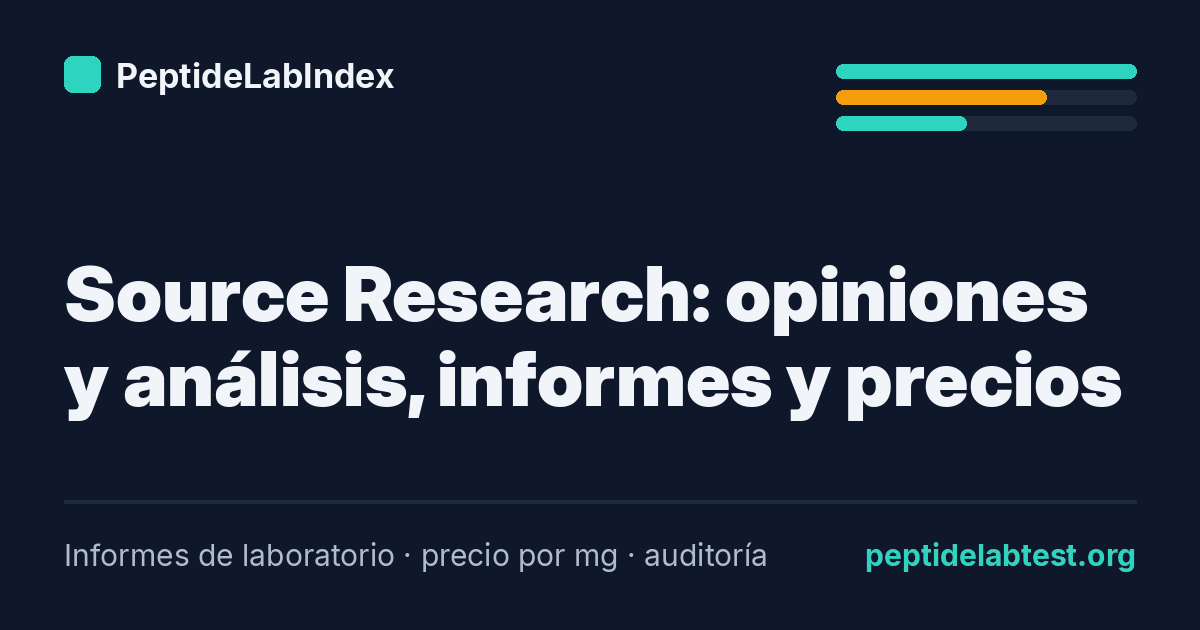 PeptideLabIndex
Source Research: opiniones
y análisis, informes y precios
Informes de laboratorio · precio por mg · auditoría
peptidelabtest.org